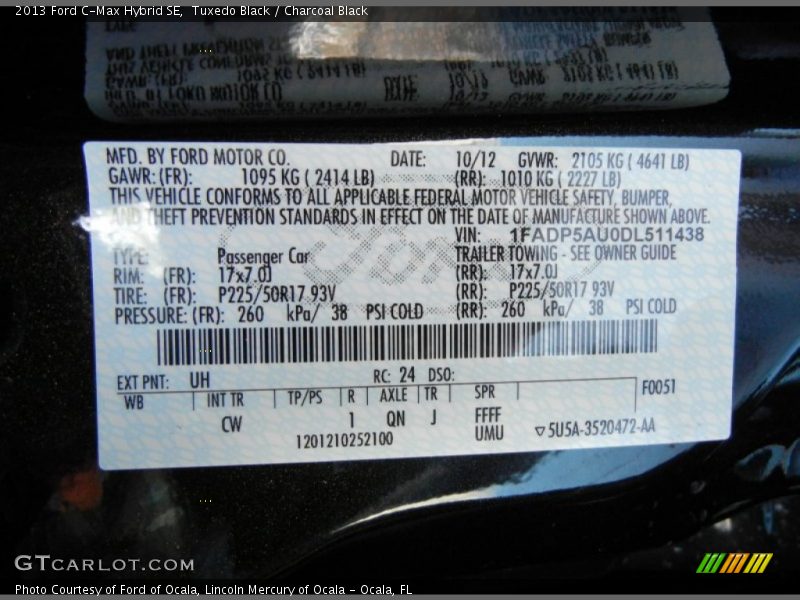 2013 Ford C-Max Hybrid SE,  Tuxedo Black / Charcoal Black
MFD. BY FORD MOTOR CO. DATE: 10/12 GVWR: 2105 KG ( 4641 LB)
GAWR: (FR): 1095 KG ( 2414 LB) (RR): 1010 KG ( 2227 LB)
THIS VEHICLE CONFORMS TO ALL APPLICABLE FEDERAL MOTOR VEHICLE SAFETY, BUMPER,
AND THEFT PREVENTION STANDARDS IN EFFECT ON THE DATE OF MANUFACTURE SHOWN ABOVE.
VIN: 1FADP5AU0DL511438
TYPE: Passenger Car TRAILER TOWING - SEE OWNER GUIDE
RIM: (FR): 17x7.0J (RR): 17x7.0J
TIRE: (FR): P225/50R17 93V (RR): P225/50R17 93V
PRESSURE: (FR): 260 kPa/ 38 PSI COLD (RR): 260 kPa/ 38 PSI COLD
EXT PNT: UH RC: 24 DSO:
WB INT TR TP/PS R AXLE TR SPR F0051
CW 1 QN J FFFF
UMU
1201210252100 ▽5U5A-3520472-AA
GTCARLOT.COM
Photo Courtesy of Ford of Ocala, Lincoln Mercury of Ocala - Ocala, FL